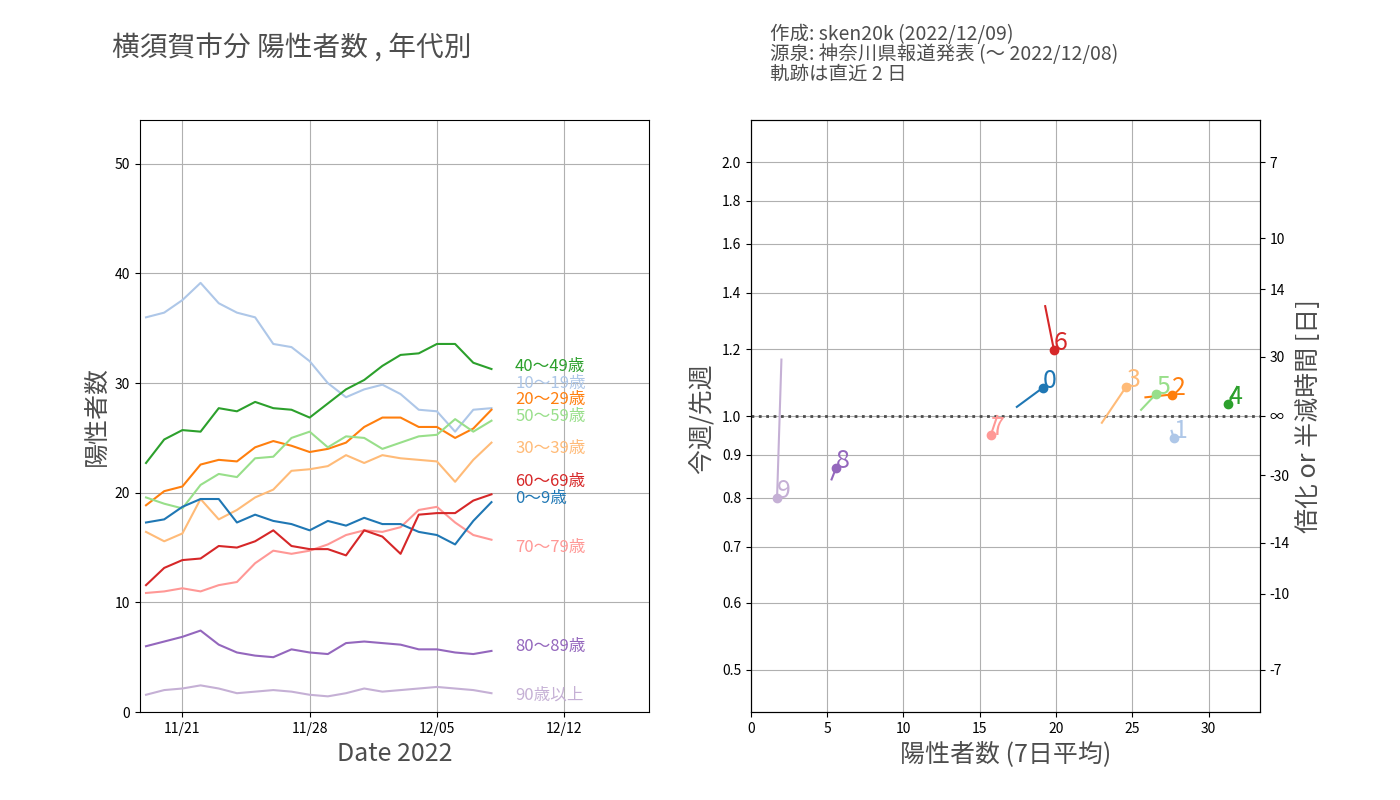 横須賀市分 陽性者数 , 年代別
作成: sken20k (2022/12/09)
源泉: 神奈川県報道発表 (〜 2022/12/08)
軌跡は直近 2 日
陽性者数
50
40
30
20
10
0
40〜49歳
10〜19歳
20〜29歳
50〜59歳
30〜39歳
60〜69歳
0〜9歳
70〜79歳
80〜89歳
90歳以上
11/21
11/28
12/05
12/12
Date 2022
今週/先週
2.0
1.8
1.6
1.4
1.2
1.0
0.9
0.8
0.7
0.6
0.5
6
0
3
5
2
4
7
1
8
9
7
10
14
30
∞
-30
-14
-10
-7
倍化 or 半減時間 [日]
0
5
10
15
20
25
30
陽性者数 (7日平均)